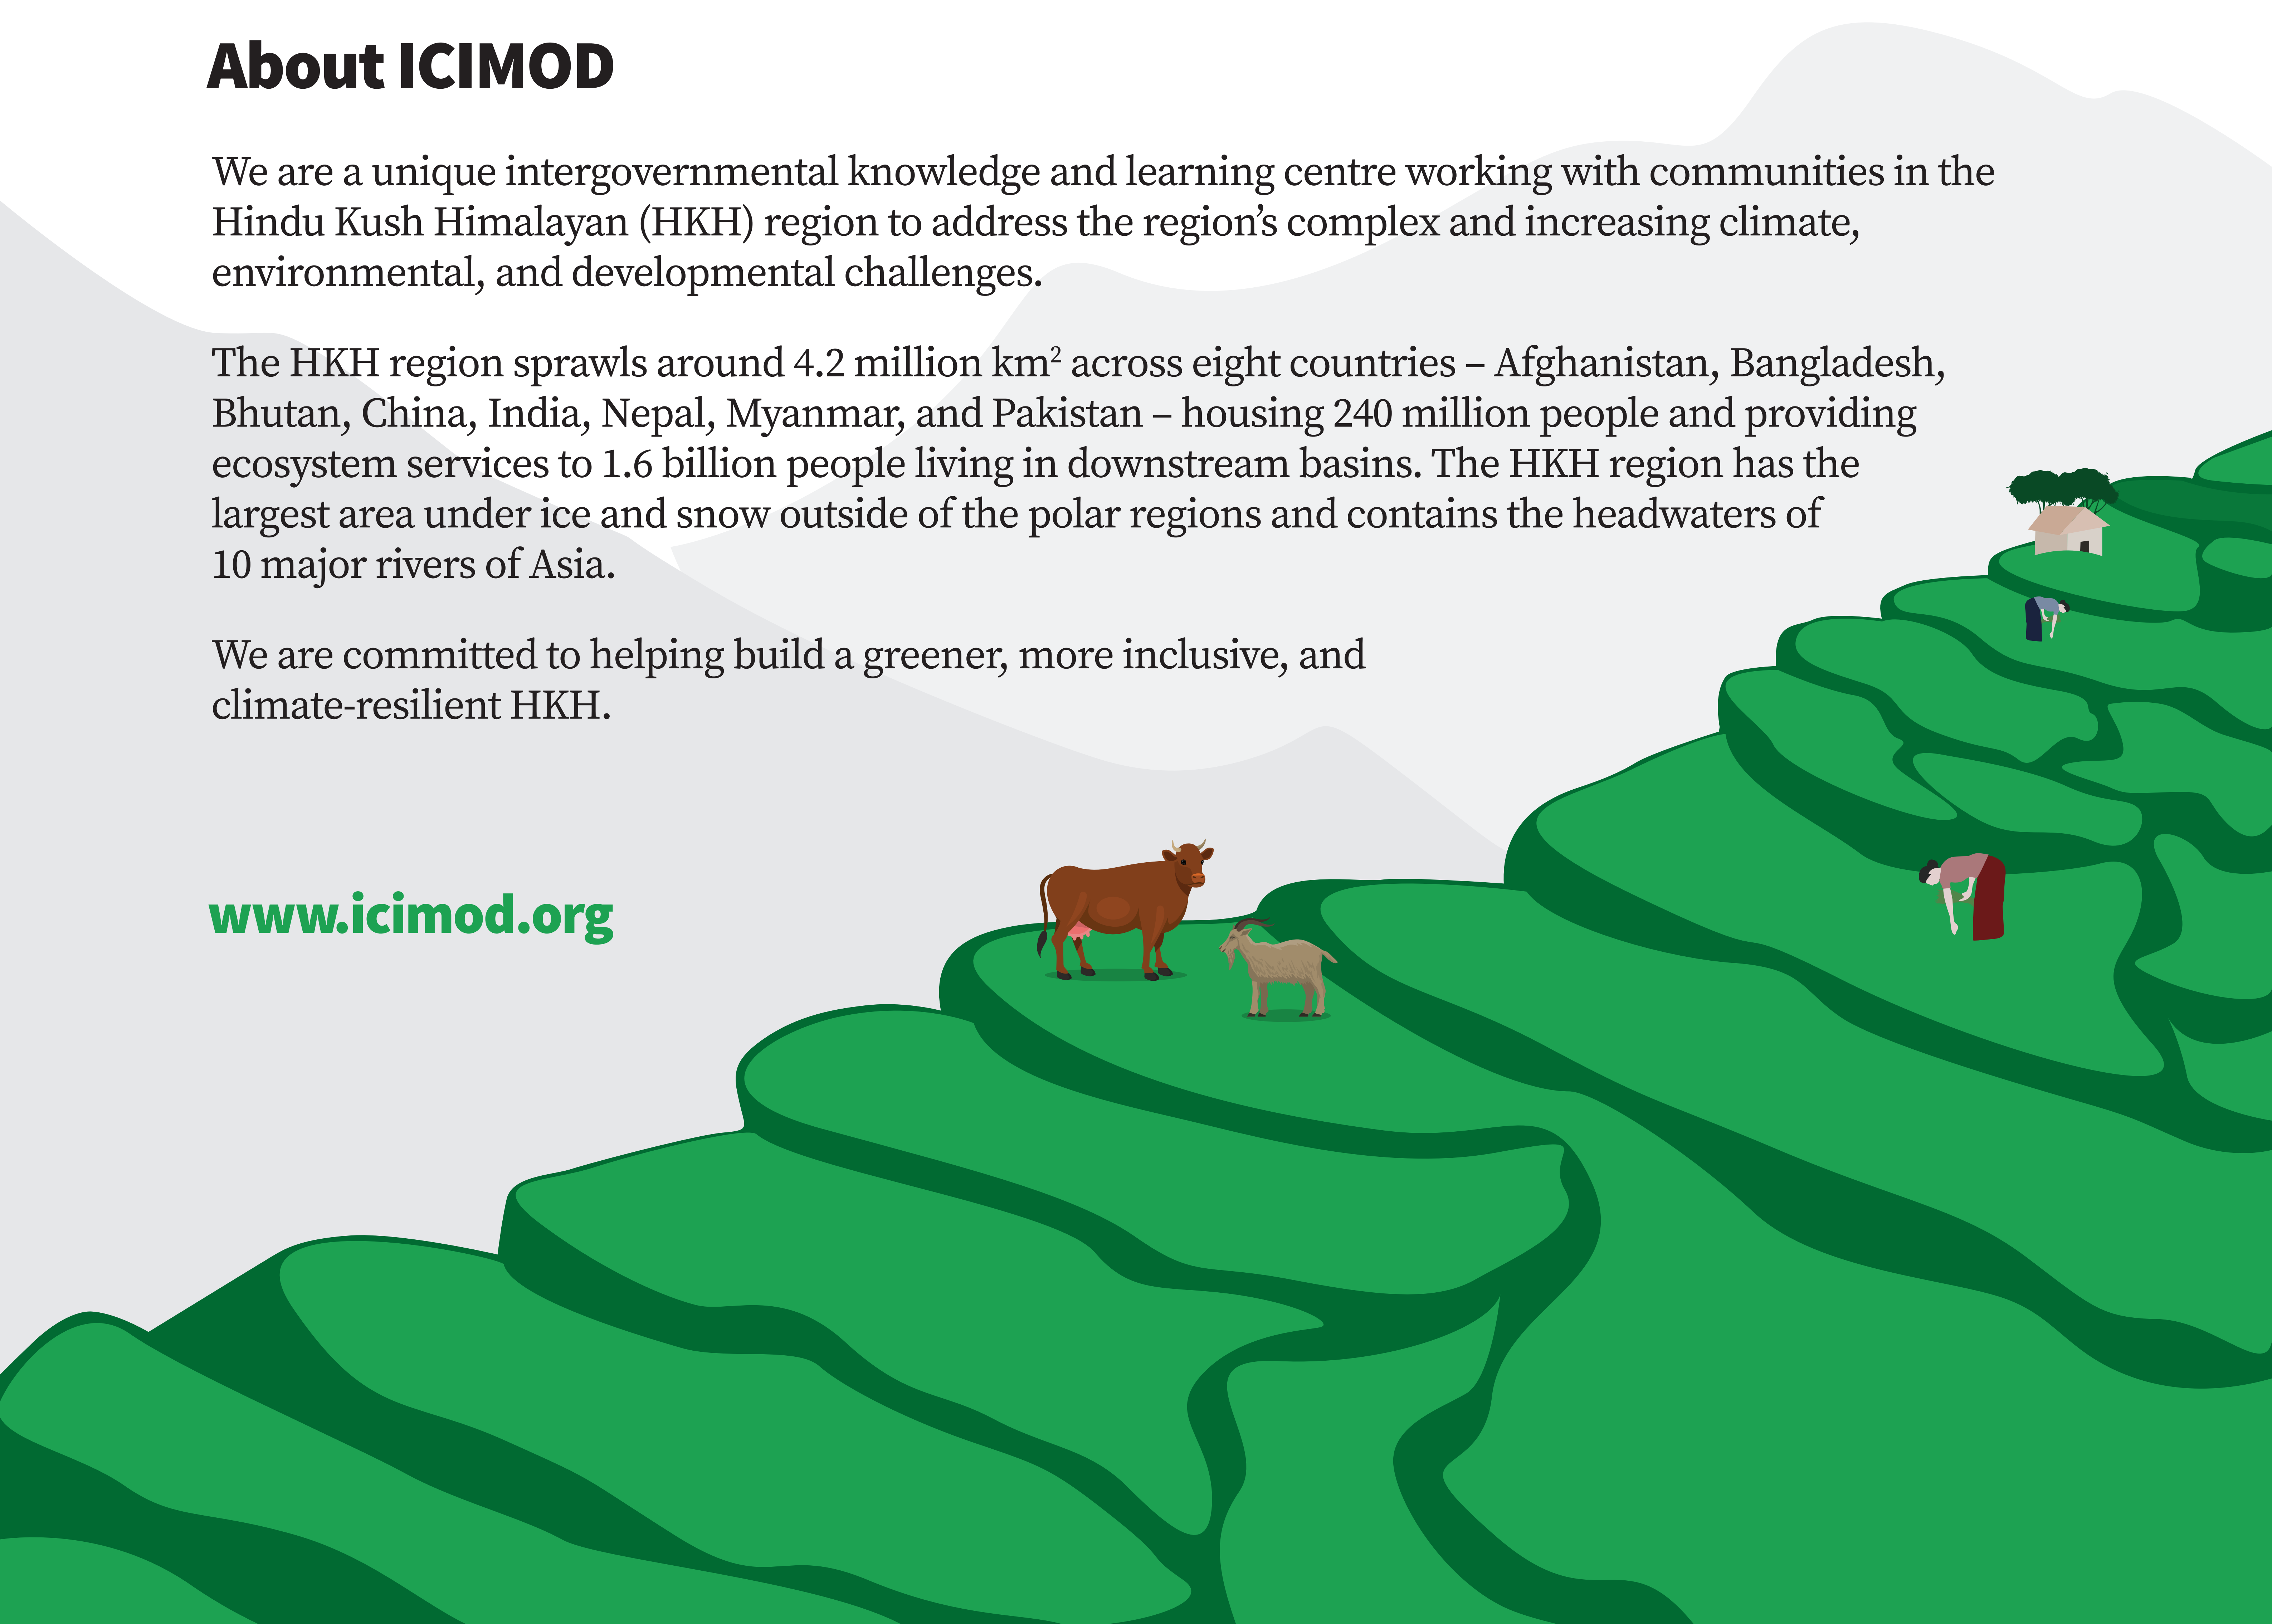 About ICIMOD
We are a unique intergovernmental knowledge and learning centre working with communities in the
Hindu Kush Himalayan (HKH) region to address the region’s complex and increasing climate,
environmental, and developmental challenges.
The HKH region sprawls around 4.2 million km² across eight countries – Afghanistan, Bangladesh,
Bhutan, China, India, Nepal, Myanmar, and Pakistan – housing 240 million people and providing
ecosystem services to 1.6 billion people living in downstream basins. The HKH region has the
largest area under ice and snow outside of the polar regions and contains the headwaters of
10 major rivers of Asia.
We are committed to helping build a greener, more inclusive, and
climate-resilient HKH.
www.icimod.org